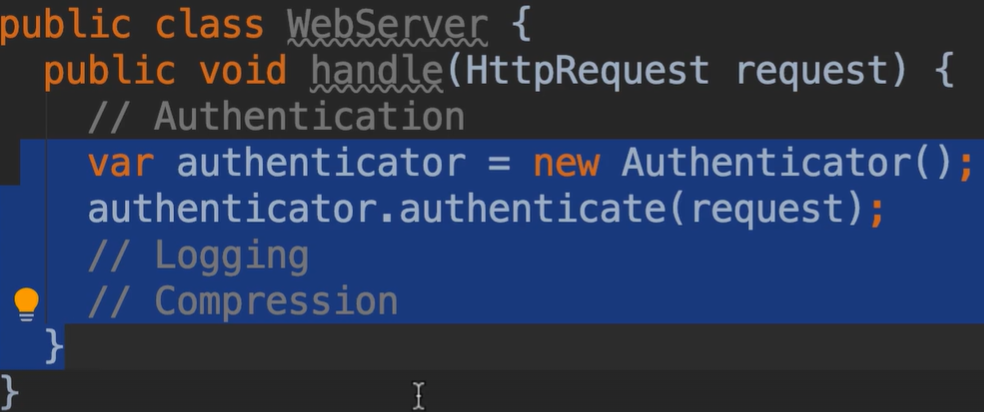 public class WebServer {
public void handle(HttpRequest request) {
// Authentication
var authenticator = new Authenticator();
authenticator.authenticate(request);
// Logging
// Compression
}
}